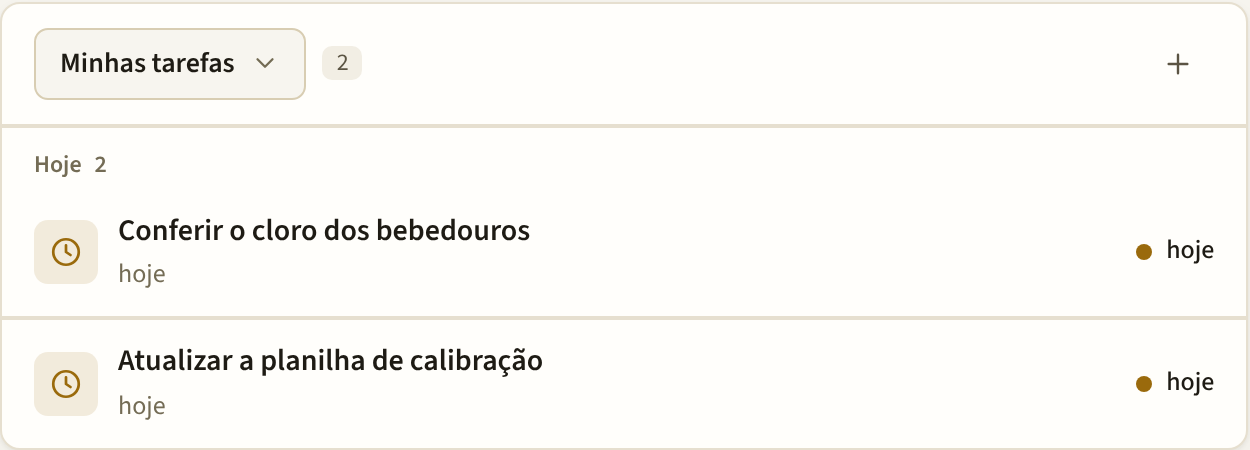 Minhas tarefas 2
Hoje 2
Conferir o cloro dos bebedouros
hoje
hoje
Atualizar a planilha de calibração
hoje
hoje